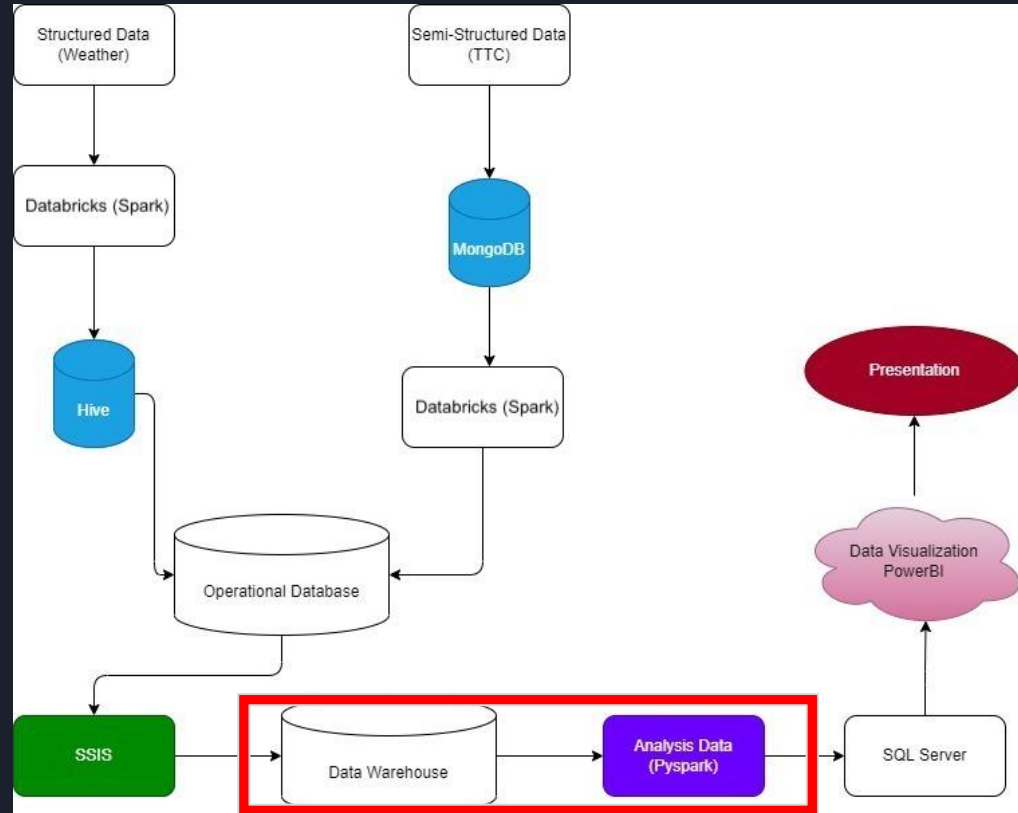 Structured Data
(Weather)
Semi-Structured Data
(TTC)
Databricks (Spark)
MongoDB
Hive
Databricks (Spark)
Presentation
Operational Database
Data Visualization
PowerBI
SSIS
Data Warehouse
Analysis Data
(Pyspark)
SQL Server